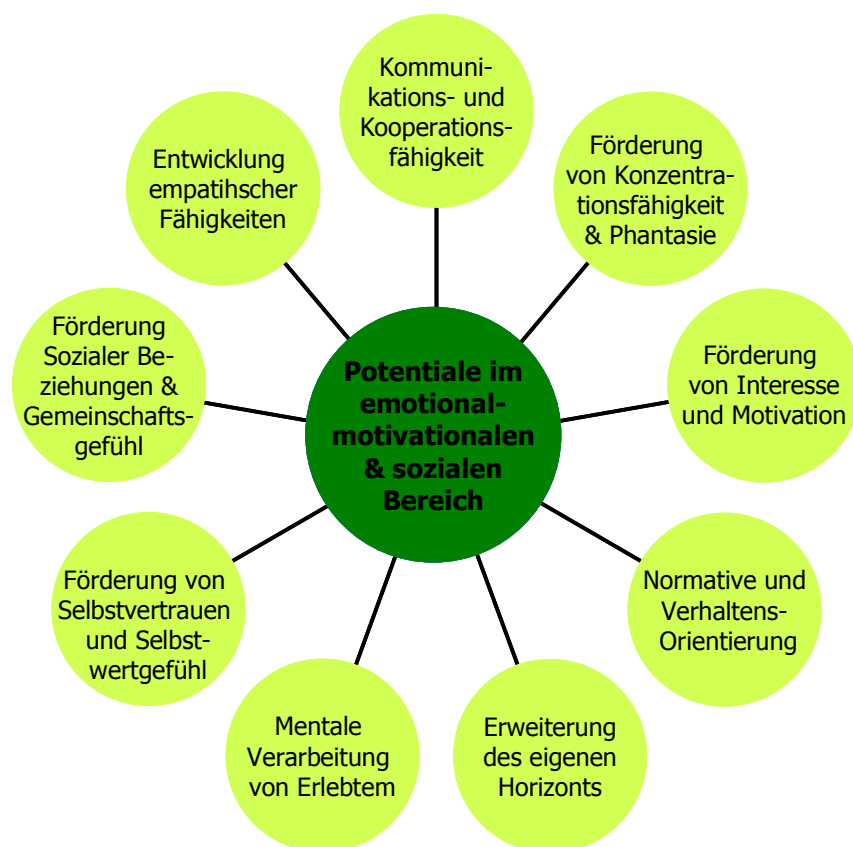 Kommuni-
kations- und
Kooperations-
fähigkeit
Förderung
von Konzentra-
tionsfähigkeit
& Phantasie
Förderung
von Interesse
und Motivation
Normative und
Verhaltens-
Orientierung
Erweiterung
des eigenen
Horizonts
Mentale
Verarbeitung
von Erlebtem
Förderung von
Selbstvertrauen
und Selbst-
wertgefühl
Förderung
Sozialer Be-
ziehungen &
Gemeinschafts-
gefühl
Entwicklung
empatihscher
Fähigkeiten
Potentiale im
emotional-
motivationalen
& sozialen
Bereich